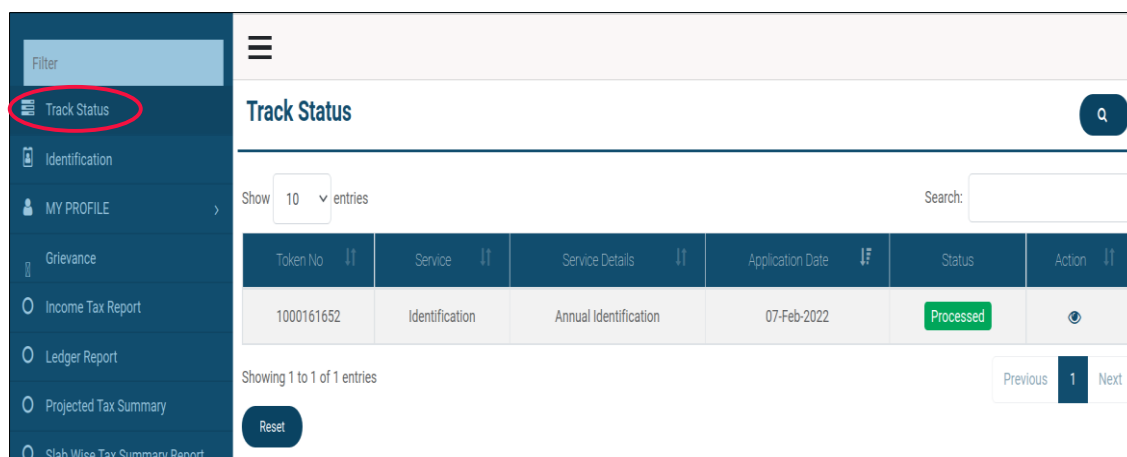 Filter
Track Status
Identification
MY PROFILE
Grievance
Income Tax Report
Ledger Report
Projected Tax Summary
Slab Wise Tax Summary Report
Track Status
Show 10 entries
Search:
Token No Service Service Details Application Date Status Action
1000161652 Identification Annual Identification 07-Feb-2022 Processed
Showing 1 to 1 of 1 entries
Previous 1 Next
Reset